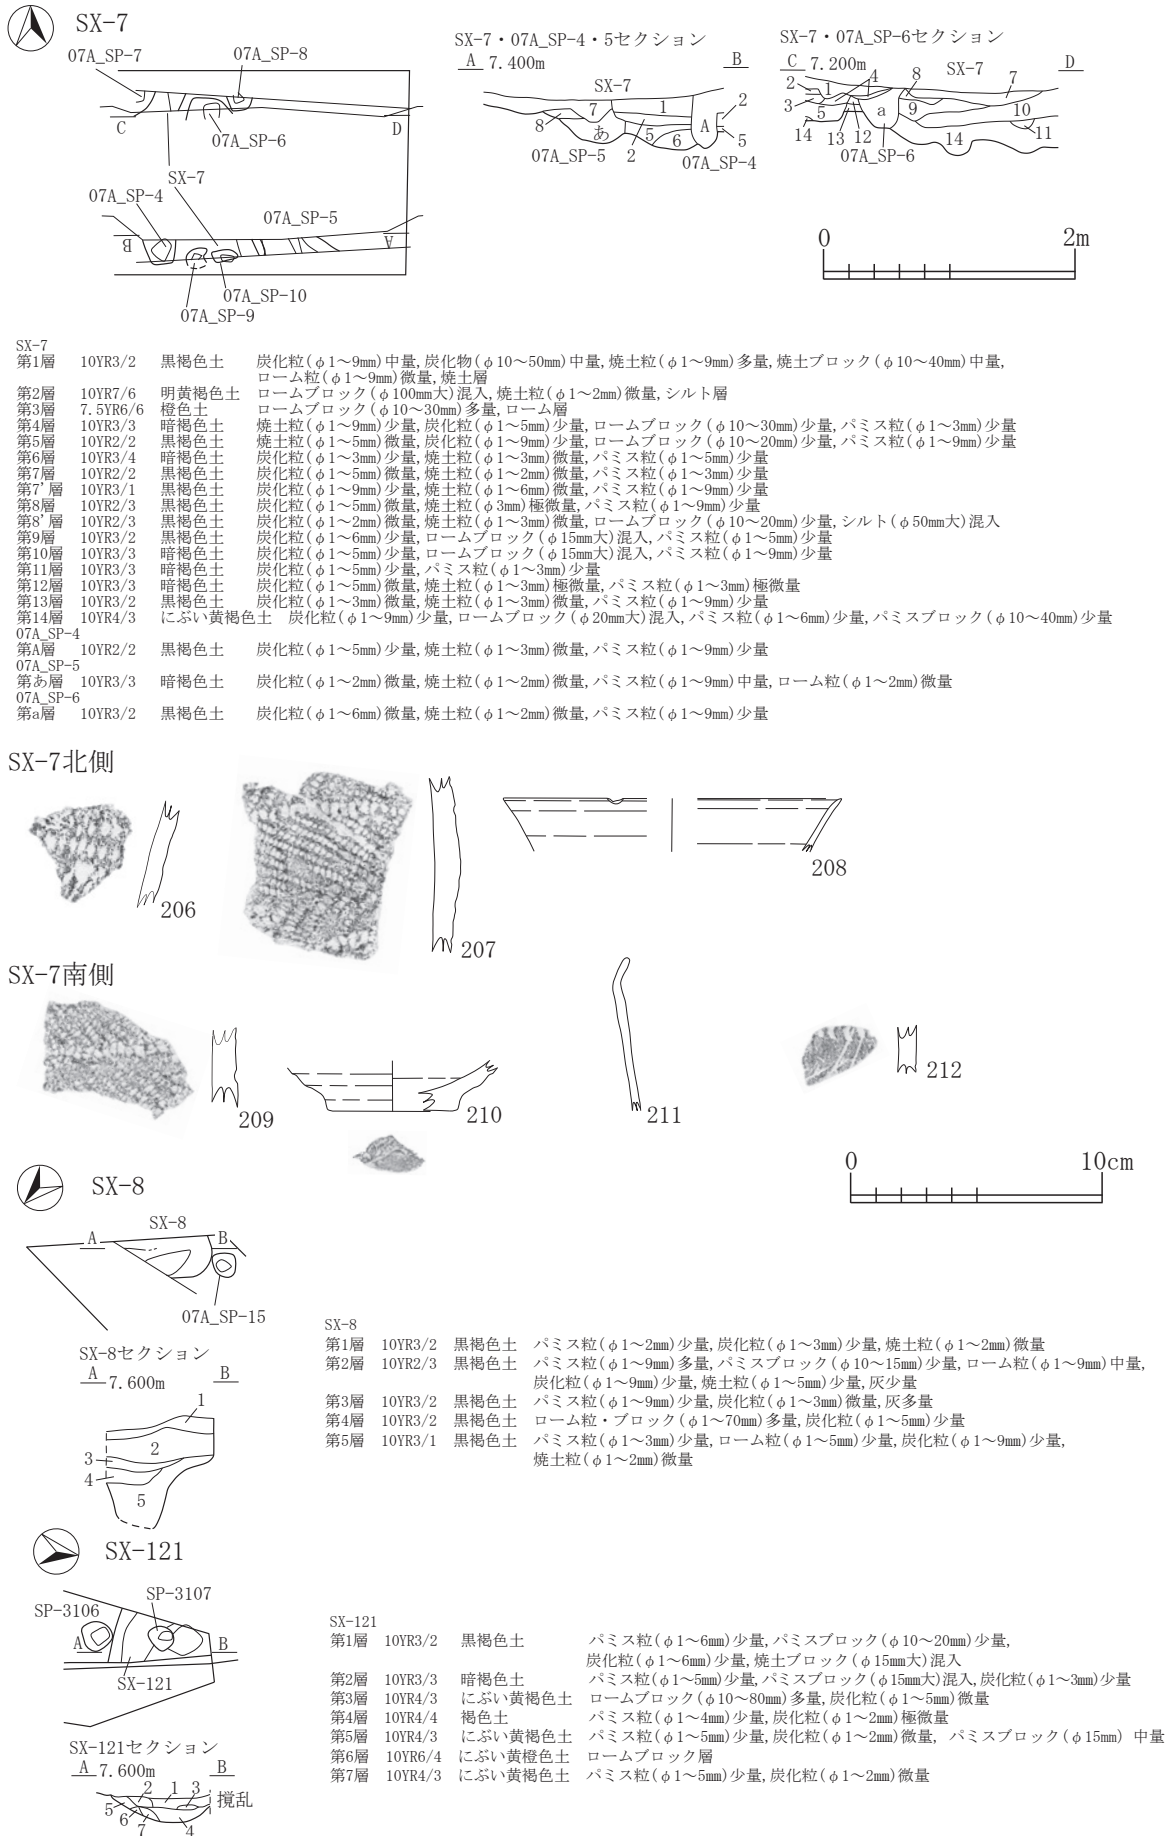 SX-7
07A_SP-7
07A_SP-8
C
D
07A_SP-6
SX-7
07A_SP-4
07A_SP-5
B
A
07A_SP-10
07A_SP-9
SX-7・07A_SP-4・5セクション
A 7.400m B
SX-7
7 1 2
8 あ 5 A
2 6 5
07A_SP-5 07A_SP-4
SX-7・07A_SP-6セクション
C 7.200m D
SX-7
2 1 4 8 7
3 5 a 9 10
14 13 12 14 11
07A_SP-6
0 2m
SX-7
第1層 10YR3/2 黒褐色土 炭化粒(φ1～9㎜)中量,炭化物(φ10～50㎜)中量,焼土粒(φ1～9㎜)多量,焼土ブロック(φ10～40㎜)中量,
ローム粒(φ1～9㎜)微量,焼土層
第2層 10YR7/6 明黄褐色土 ロームブロック(φ100㎜大)混入,焼土粒(φ1～2㎜)微量,シルト層
第3層 7.5YR6/6 橙色土 ロームブロック(φ10～30㎜)多量,ローム層
第4層 10YR3/3 暗褐色土 焼土粒(φ1～9㎜)少量,炭化粒(φ1～5㎜)少量,ロームブロック(φ10～30㎜)少量,パミス粒(φ1～3㎜)少量
第5層 10YR2/2 黒褐色土 焼土粒(φ1～5㎜)微量,炭化粒(φ1～9㎜)少量,ロームブロック(φ10～20㎜)少量,パミス粒(φ1～9㎜)少量
第6層 10YR3/4 暗褐色土 炭化粒(φ1～3㎜)少量,焼土粒(φ1～3㎜)微量,パミス粒(φ1～5㎜)少量
第7層 10YR2/2 黒褐色土 炭化粒(φ1～5㎜)微量,焼土粒(φ1～2㎜)微量,パミス粒(φ1～3㎜)少量
第7'層 10YR3/1 黒褐色土 炭化粒(φ1～9㎜)少量,焼土粒(φ1～6㎜)微量,パミス粒(φ1～9㎜)少量
第8層 10YR2/3 黒褐色土 炭化粒(φ1～5㎜)微量,焼土粒(φ3㎜)極微量,パミス粒(φ1～9㎜)少量
第8'層 10YR2/3 黒褐色土 炭化粒(φ1～2㎜)微量,焼土粒(φ1～3㎜)微量,ロームブロック(φ10～20㎜)少量,シルト(φ50㎜大)混入
第9層 10YR3/2 黒褐色土 炭化粒(φ1～6㎜)少量,ロームブロック(φ15㎜大)混入,パミス粒(φ1～5㎜)少量
第10層 10YR3/3 暗褐色土 炭化粒(φ1～5㎜)少量,ロームブロック(φ15㎜大)混入,パミス粒(φ1～9㎜)少量
第11層 10YR3/3 暗褐色土 炭化粒(φ1～5㎜)少量,パミス粒(φ1～3㎜)少量
第12層 10YR3/3 暗褐色土 炭化粒(φ1～5㎜)微量,焼土粒(φ1～3㎜)極微量,パミス粒(φ1～3㎜)極微量
第13層 10YR3/2 黒褐色土 炭化粒(φ1～3㎜)微量,焼土粒(φ1～3㎜)微量,パミス粒(φ1～9㎜)少量
第14層 10YR4/3 にぶい黄褐色土 炭化粒(φ1～9㎜)少量,ロームブロック(φ20㎜大)混入,パミス粒(φ1～6㎜)少量,パミスブロック(φ10～40㎜)少量
07A_SP-4
第A層 10YR2/2 黒褐色土 炭化粒(φ1～5㎜)少量,焼土粒(φ1～3㎜)微量,パミス粒(φ1～9㎜)少量
07A_SP-5
第あ層 10YR3/3 暗褐色土 炭化粒(φ1～2㎜)微量,焼土粒(φ1～2㎜)微量,パミス粒(φ1～9㎜)中量,ローム粒(φ1～2㎜)微量
07A_SP-6
第a層 10YR3/2 黒褐色土 炭化粒(φ1～6㎜)微量,焼土粒(φ1～2㎜)微量,パミス粒(φ1～9㎜)少量
SX-7北側
206
207
208
SX-7南側
209
210
211
212
0 10cm
SX-8
SX-8
A B
07A_SP-15
SX-8セクション
A 7.600m B
1
2
3
4
5
SX-8
第1層 10YR3/2 黒褐色土 パミス粒(φ1～2㎜)少量,炭化粒(φ1～3㎜)少量,焼土粒(φ1～2㎜)微量
第2層 10YR2/3 黒褐色土 パミス粒(φ1～9㎜)多量,パミスブロック(φ10～15㎜)少量,ローム粒(φ1～9㎜)中量,
炭化粒(φ1～9㎜)少量,焼土粒(φ1～5㎜)少量,灰少量
第3層 10YR3/2 黒褐色土 パミス粒(φ1～9㎜)少量,炭化粒(φ1～3㎜)微量,灰多量
第4層 10YR3/2 黒褐色土 ローム粒・ブロック(φ1～70㎜)多量,炭化粒(φ1～5㎜)少量
第5層 10YR3/1 黒褐色土 パミス粒(φ1～3㎜)少量,ローム粒(φ1～5㎜)少量,炭化粒(φ1～9㎜)少量,
焼土粒(φ1～2㎜)微量
SX-121
SP-3107
SP-3106
A B
SX-121
SX-121セクション
A 7.600m B
2 1 3 撹乱
5
6
7 4
SX-121
第1層 10YR3/2 黒褐色土 パミス粒(φ1～6㎜)少量,パミスブロック(φ10～20㎜)少量,
炭化粒(φ1～6㎜)少量,焼土ブロック(φ15㎜大)混入
第2層 10YR3/3 暗褐色土 パミス粒(φ1～5㎜)少量,パミスブロック(φ15㎜大)混入,炭化粒(φ1～3㎜)少量
第3層 10YR4/3 にぶい黄褐色土 ロームブロック(φ10～80㎜)多量,炭化粒(φ1～5㎜)微量
第4層 10YR4/4 褐色土 パミス粒(φ1～4㎜)少量,炭化粒(φ1～2㎜)極微量
第5層 10YR4/3 にぶい黄褐色土 パミス粒(φ1～5㎜)少量,炭化粒(φ1～2㎜)微量, パミスブロック(φ15㎜) 中量
第6層 10YR6/4 にぶい黄橙色土 ロームブロック層
第7層 10YR4/3 にぶい黄褐色土 パミス粒(φ1～5㎜)少量,炭化粒(φ1～2㎜)微量